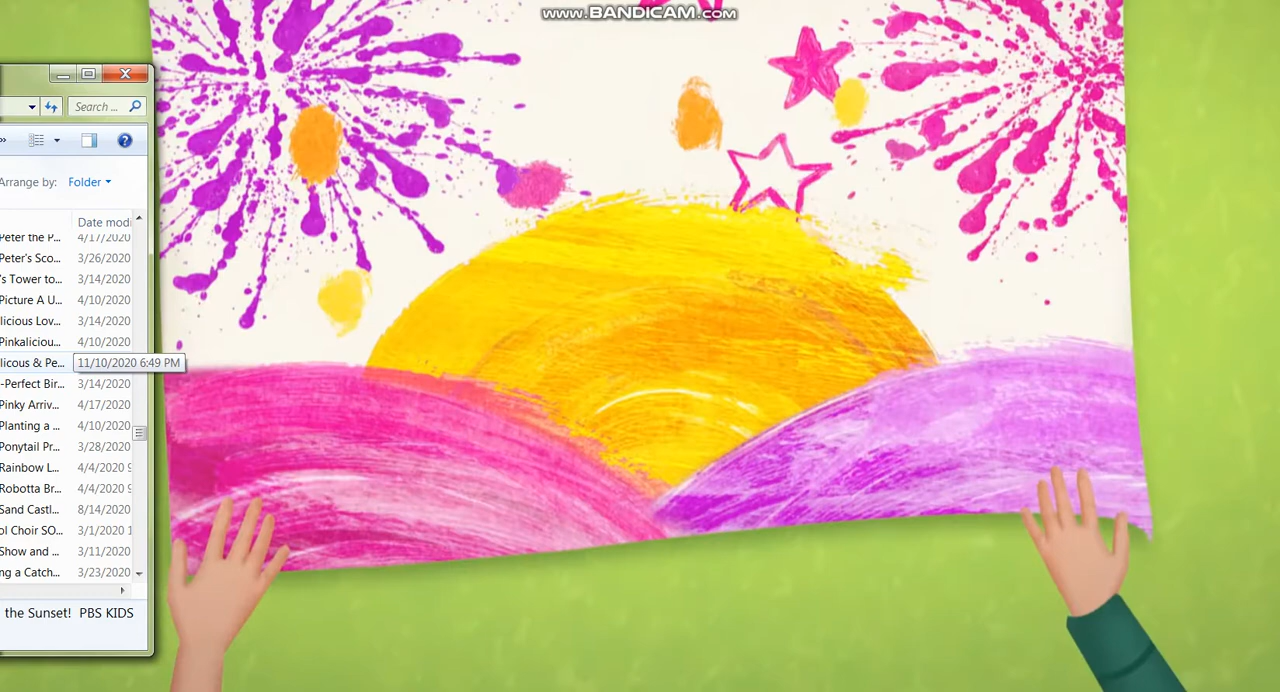 www.BANDICAM.com
Search ...
Arrange by: Folder
Date modi
Peter the P... 4/17/2020
Peter's Sco... 3/26/2020
's Tower to... 3/14/2020
Picture A U... 4/10/2020
licious Lov... 3/14/2020
Pinkaliciou... 4/10/2020
licous & Pe... 11/10/2020 6:49 PM
-Perfect Bir... 3/14/2020
Pinky Arriv... 4/17/2020
Planting a ... 4/10/2020
Ponytail Pr... 3/28/2020
Rainbow L... 4/4/2020 9
Robotta Br... 4/4/2020 9
Sand Castl... 8/14/2020
ol Choir SO... 3/1/2020 1
Show and ... 3/11/2020
ng a Catch... 3/23/2020
the Sunset! PBS KIDS